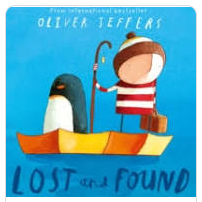 From international bestseller
OLIVER JEFFERS
LOST and FOUND